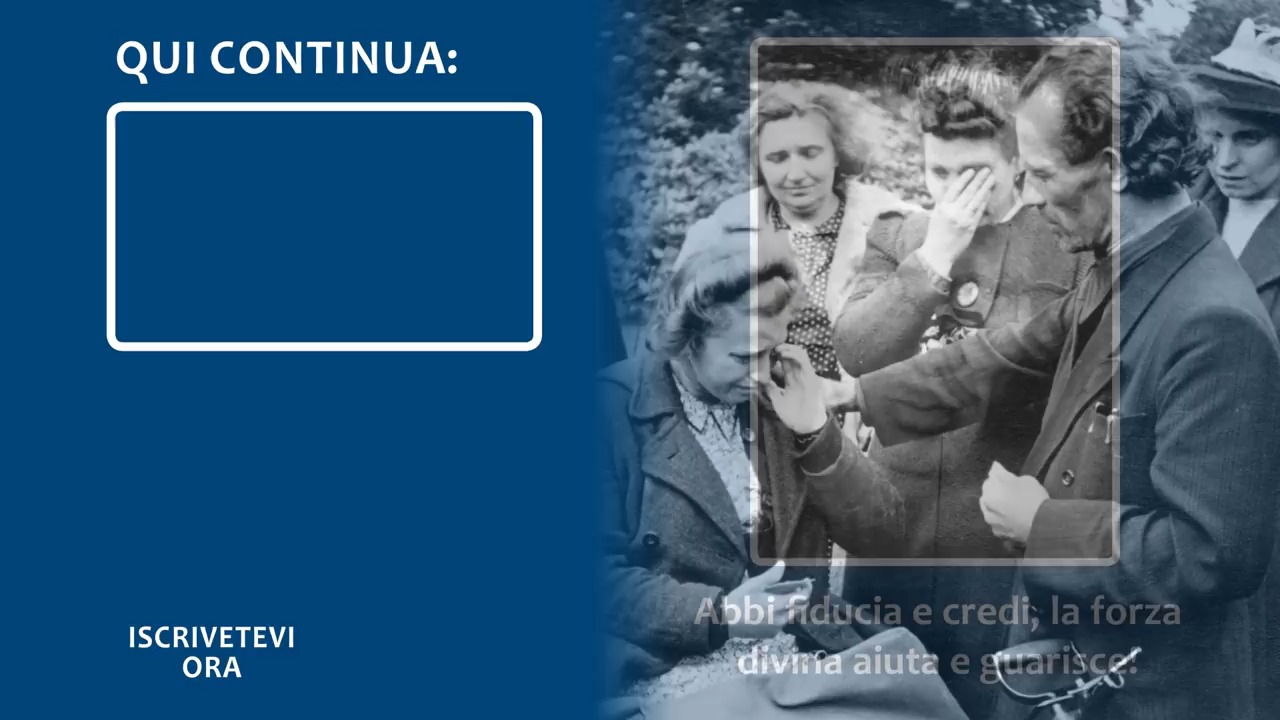 QUI CONTINUA:
ISCRIVETEVI
ORA
Abbi fiducia e credi, la forza
divina aiuta e guarisce!